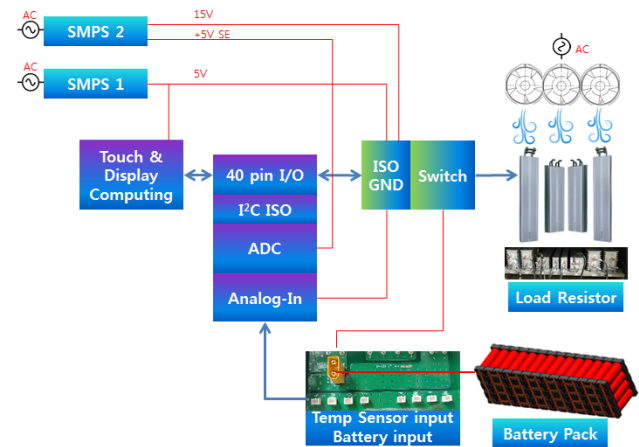 AC
SMPS 2
15V
+5V SE
AC
SMPS 1
5V
AC
Touch &
Display
Computing
40 pin I/O
I²C ISO
ADC
Analog-In
ISO
GND
Switch
Load Resistor
Temp Sensor input
Battery input
Battery Pack